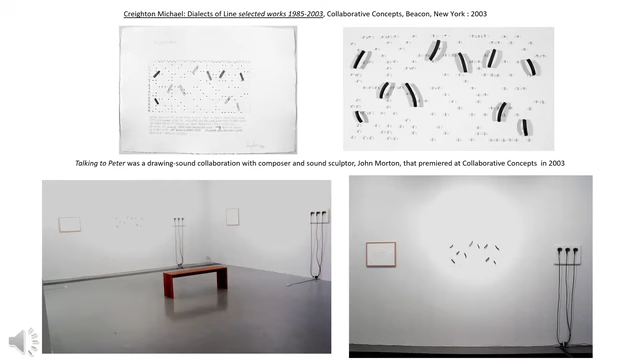 Creighton Michael: Dialects of Line selected works 1985-2003, Collaborative Concepts, Beacon, New York : 2003
Talking to Peter was a drawing-sound collaboration with composer and sound sculptor, John Morton, that premiered at Collaborative Concepts in 2003